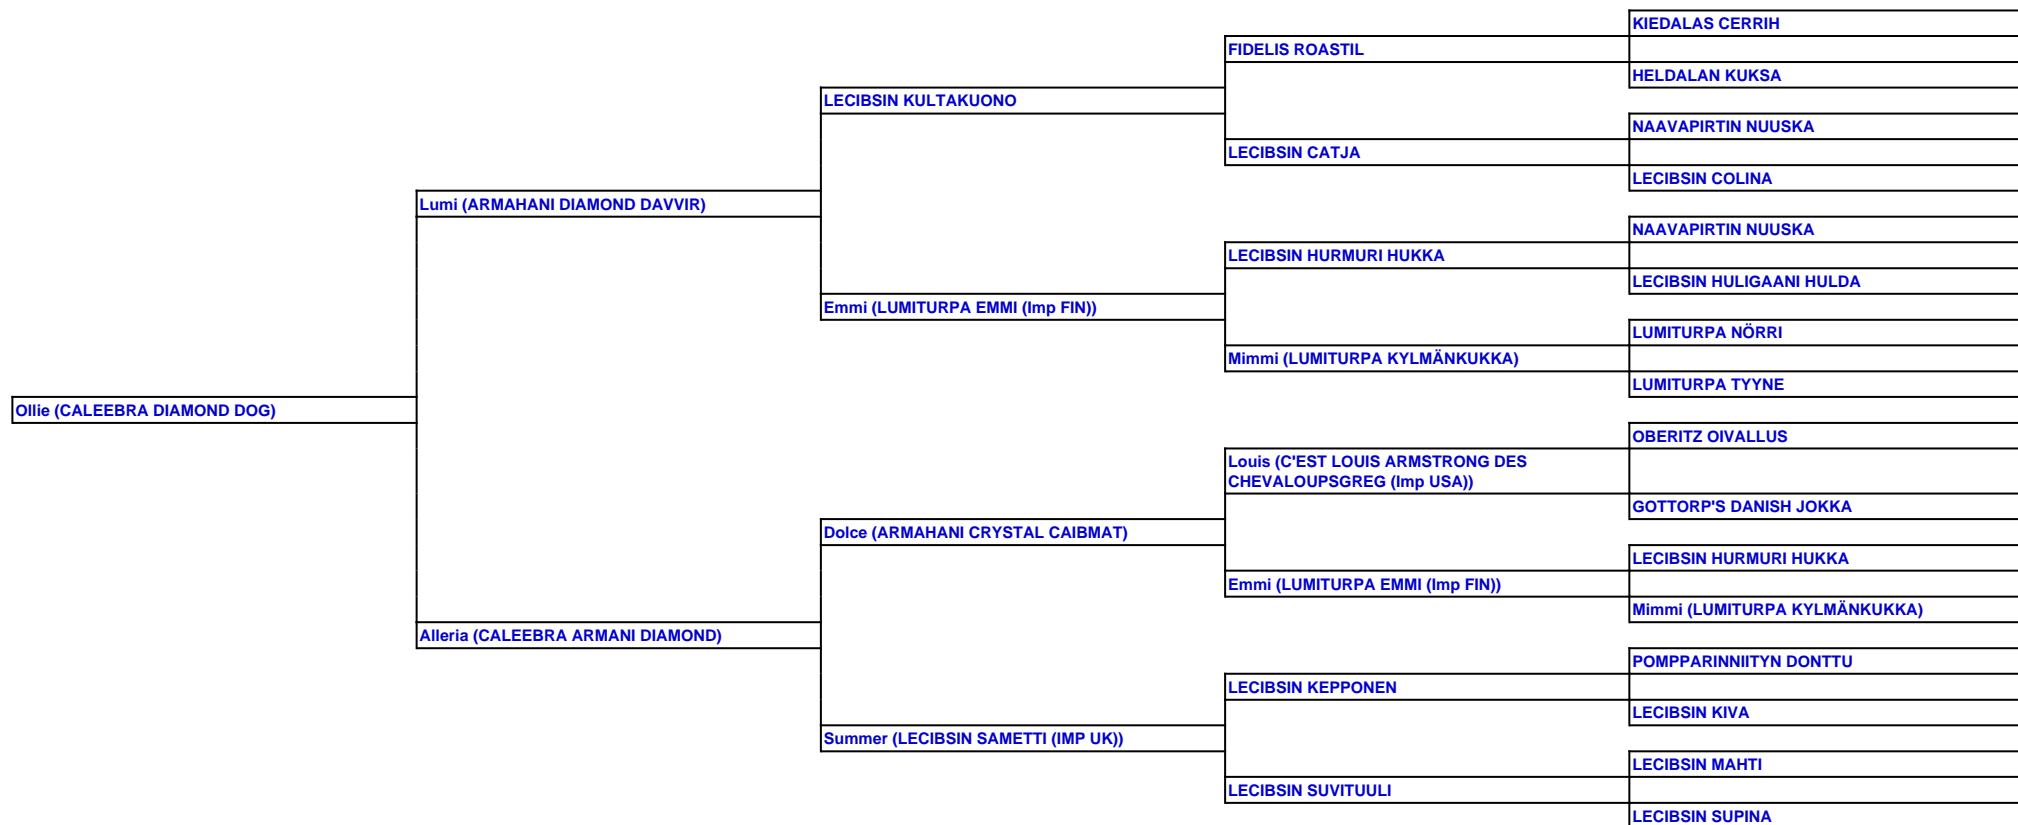 KIEDALAS CERRIH
FIDELIS ROASTIL
HELDALAN KUKSA
LECIBSIN KULTAKUONO
NAAVAPIRTIN NUUSKA
LECIBSIN CATJA
LECIBSIN COLINA
Lumi (ARMAHANI DIAMOND DAVVIR)
NAAVAPIRTIN NUUSKA
LECIBSIN HURMURI HUKKA
LECIBSIN HULIGAANI HULDA
Emmi (LUMITURPA EMMI (Imp FIN))
LUMITURPA NÖRRI
Mimmi (LUMITURPA KYLMÄNKUKKA)
LUMITURPA TYYNE
Ollie (CALEEBRA DIAMOND DOG)
OBERITZ OIVALLUS
Louis (C'EST LOUIS ARMSTRONG DES
CHEVALOUPSGREG (Imp USA))
GOTTORP'S DANISH JOKKA
Dolce (ARMAHANI CRYSTAL CAIBMAT)
LECIBSIN HURMURI HUKKA
Emmi (LUMITURPA EMMI (Imp FIN))
Mimmi (LUMITURPA KYLMÄNKUKKA)
Alleria (CALEEBRA ARMANI DIAMOND)
POMPPARINNIITYN DONTTU
LECIBSIN KEPPONEN
LECIBSIN KIVA
Summer (LECIBSIN SAMETTI (IMP UK))
LECIBSIN MAHTI
LECIBSIN SUVITUULI
LECIBSIN SUPINA